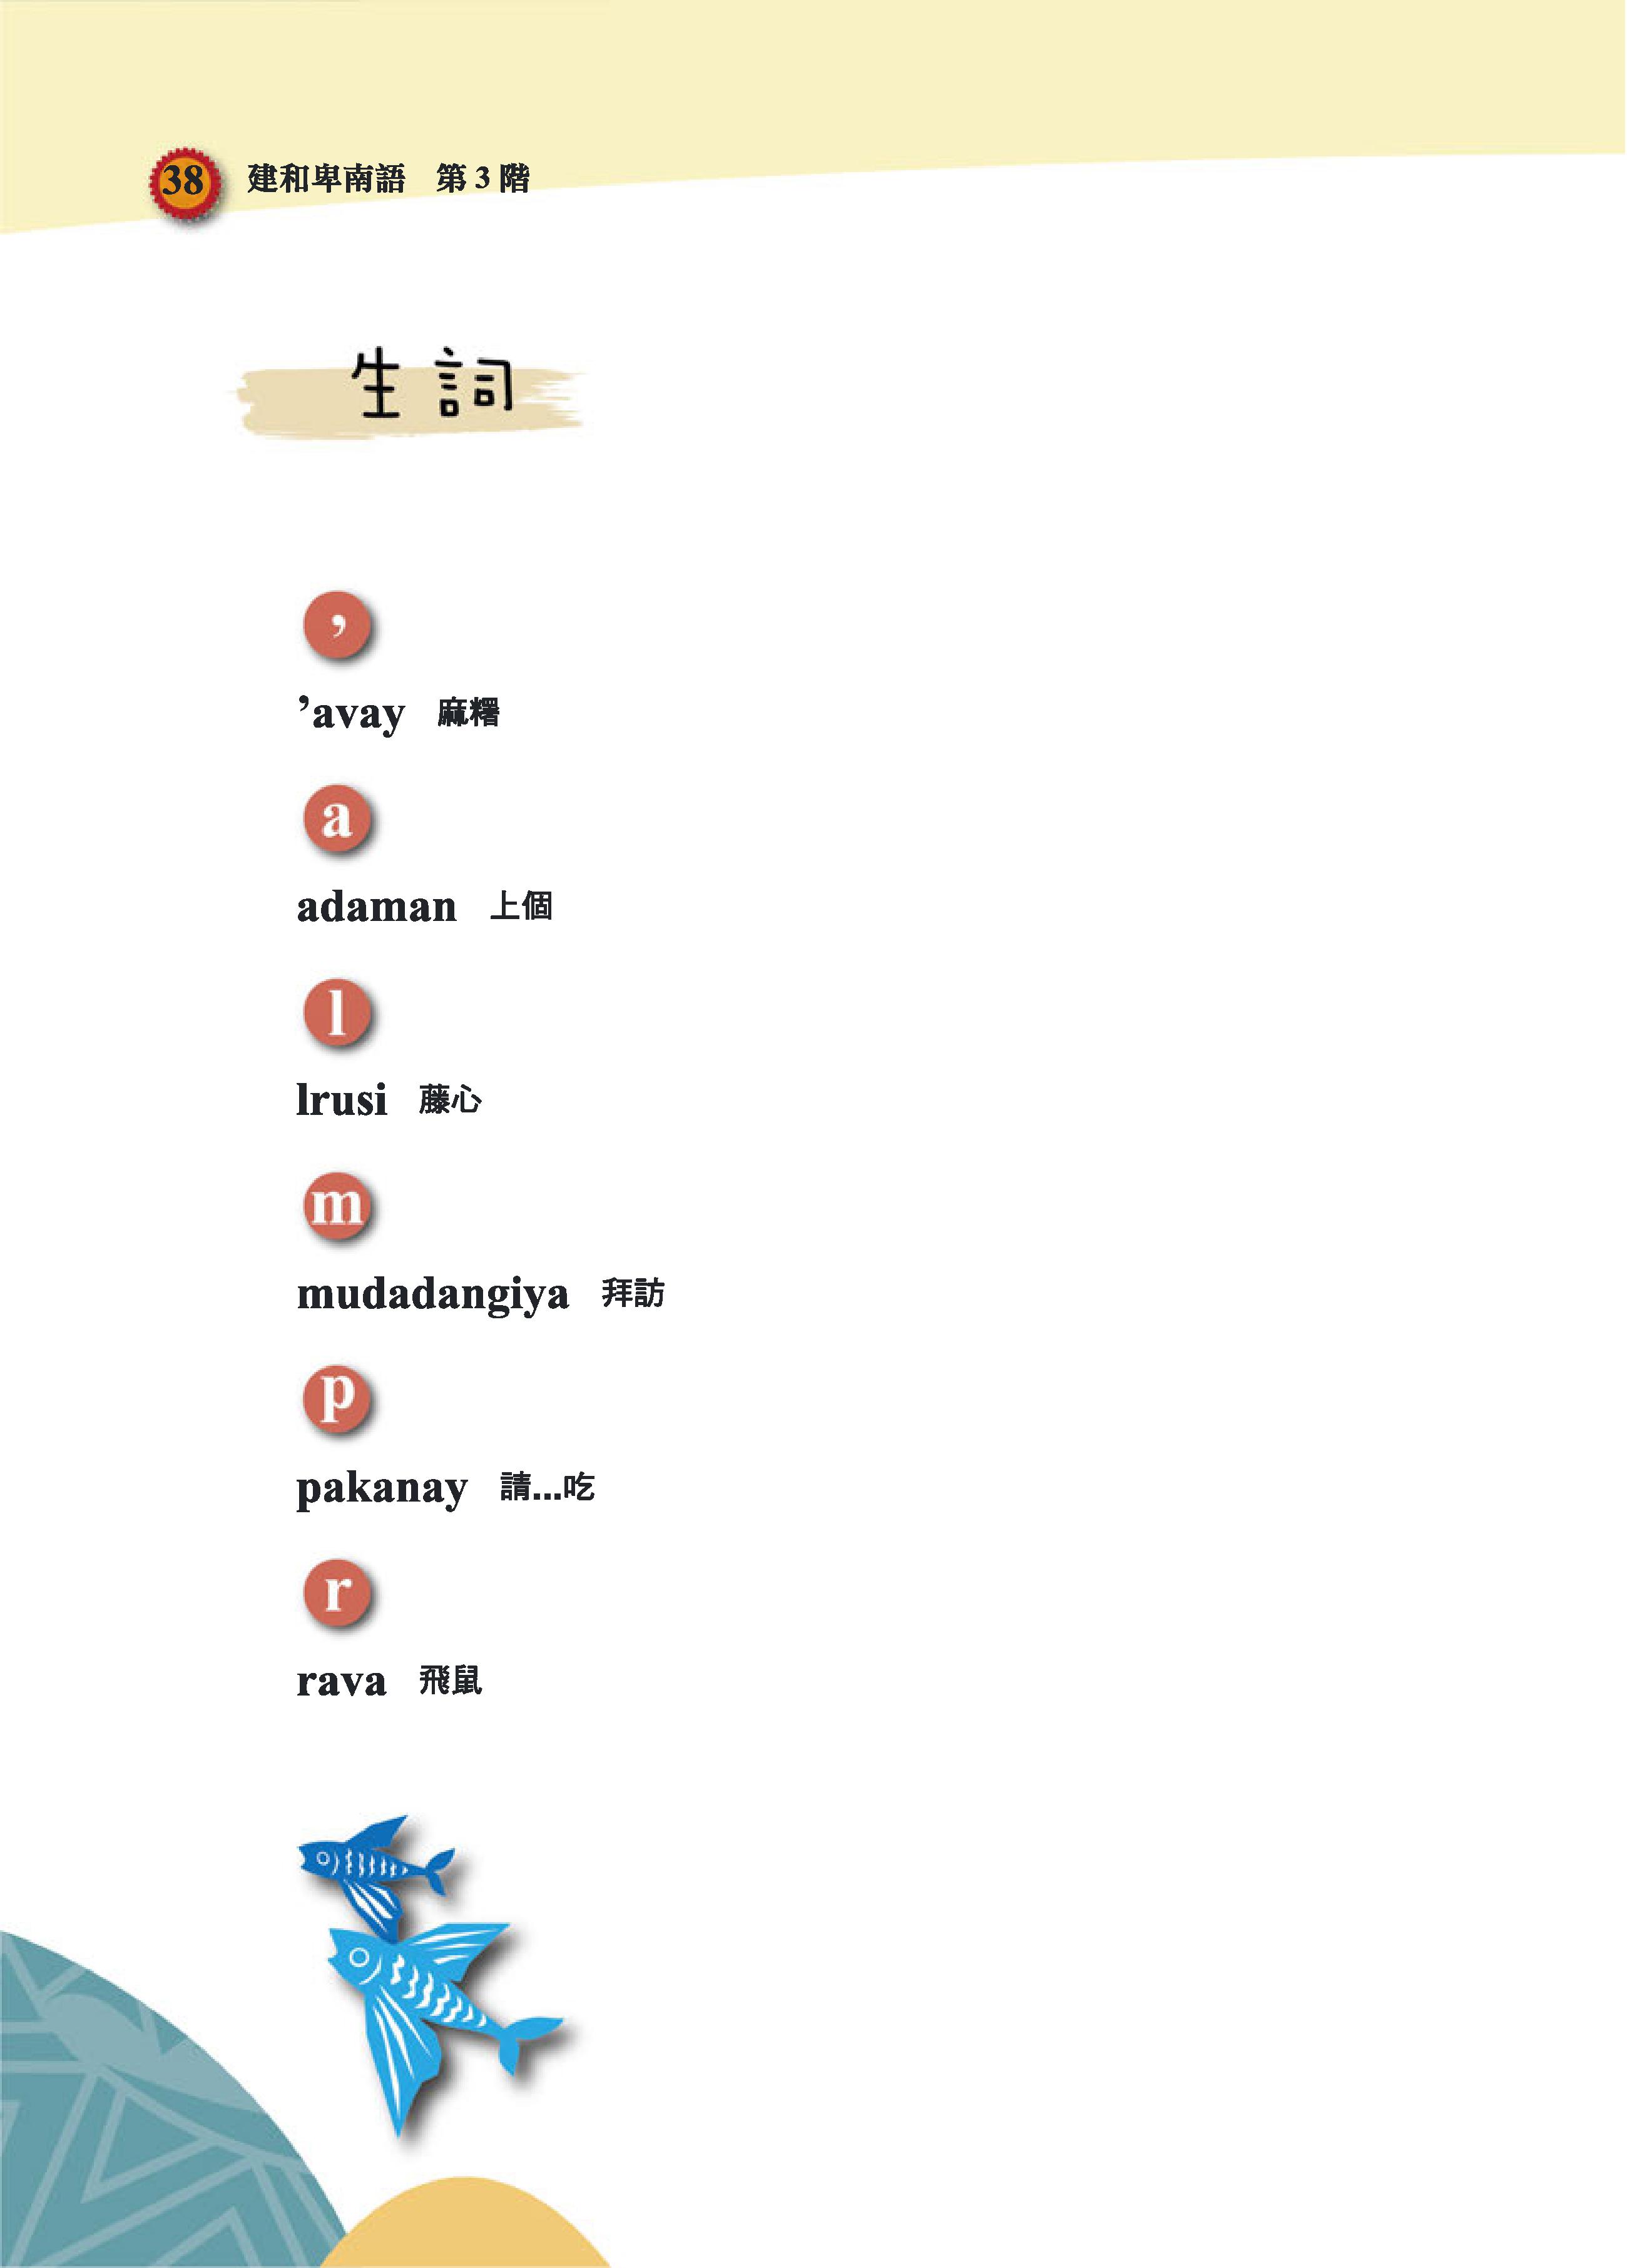 38 建和卑南語 第 3 階
生詞
’
’avay 麻糬
a
adaman 上個
l
lrusi 藤心
m
mudadangiya 拜訪
p
pakanay 請...吃
r
rava 飛鼠